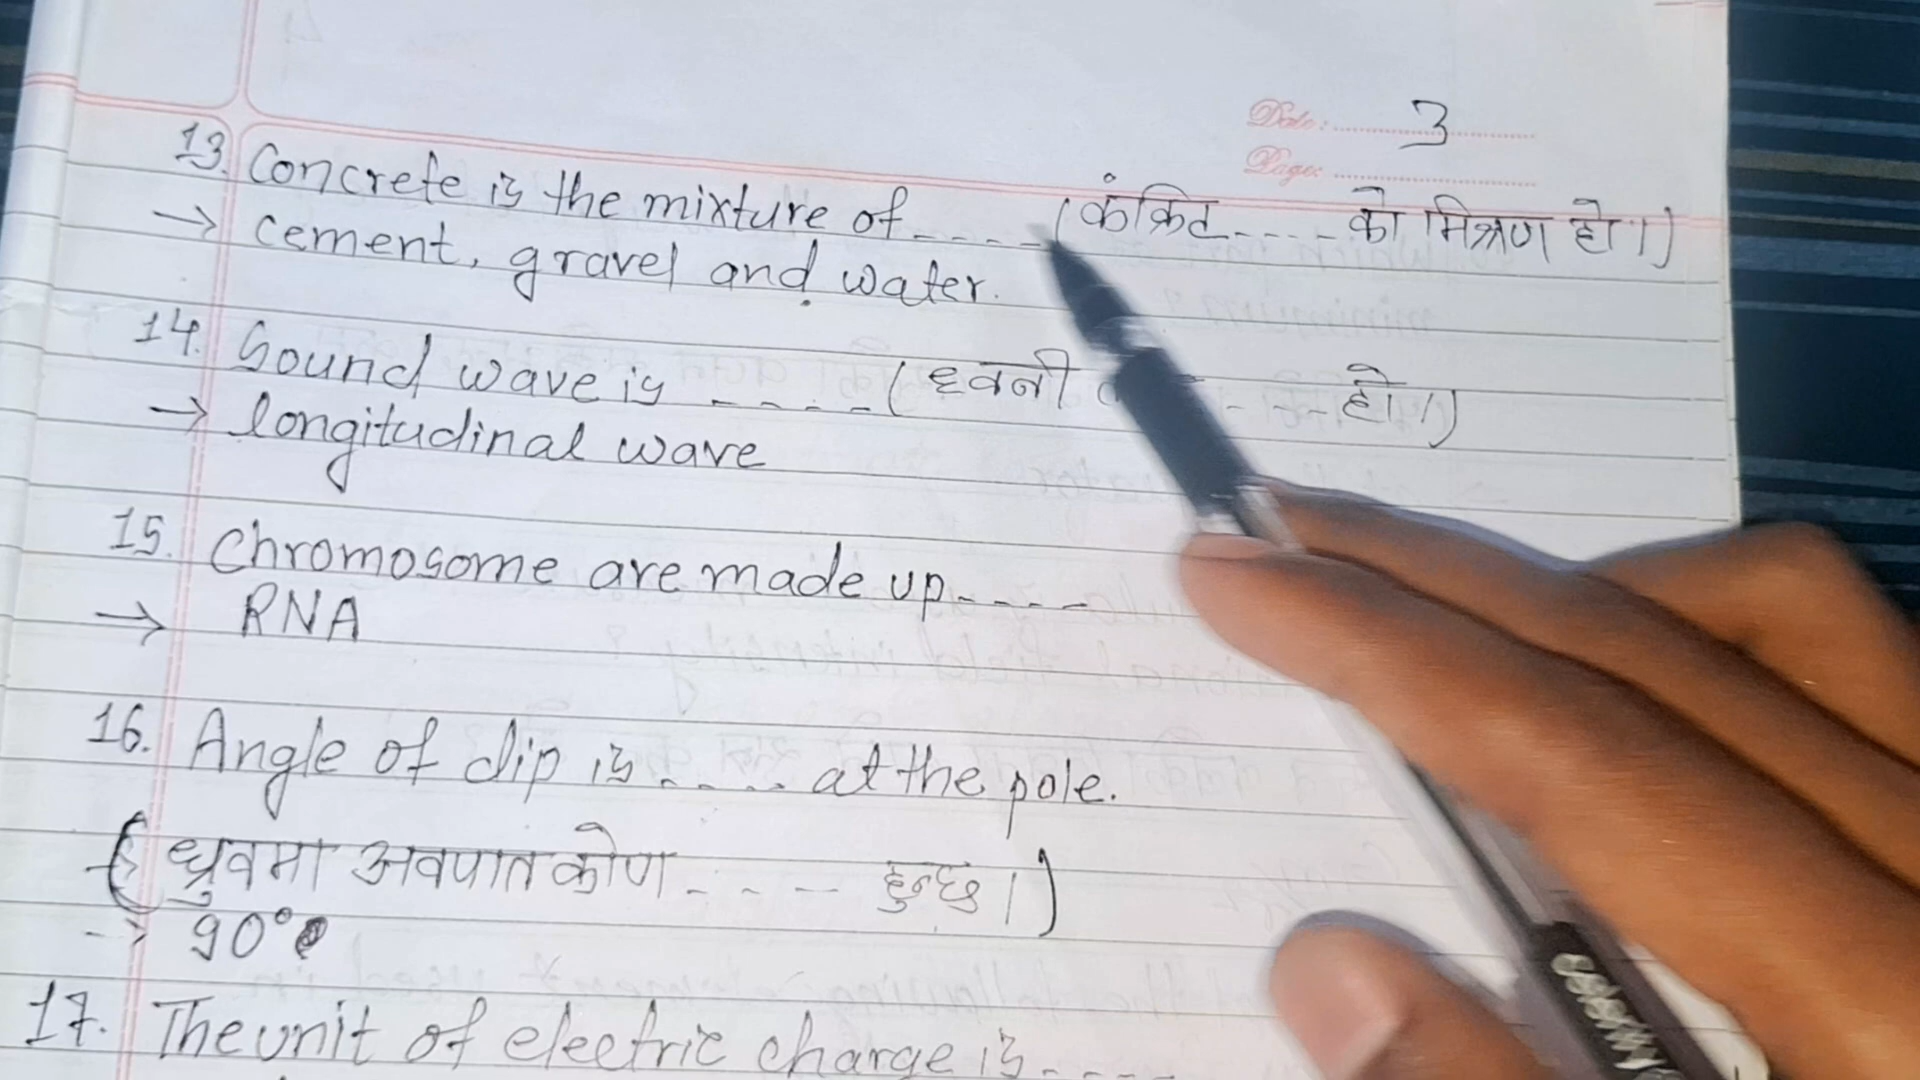 Date: 3
Page:
13. Concrete is the mixture of ---- (कंक्रिट ---- को मिश्रण हो।)
→ cement, gravel and water.
14. Sound wave is ---- (ध्वनी ---- हो।)
→ longitudinal wave
15. Chromosome are made up ----
→ RNA
16. Angle of dip is ---- at the pole.
(ध्रुवमा अवपात कोण ---- हुन्छ।)
→ 90°
17. The unit of electric charge is ----